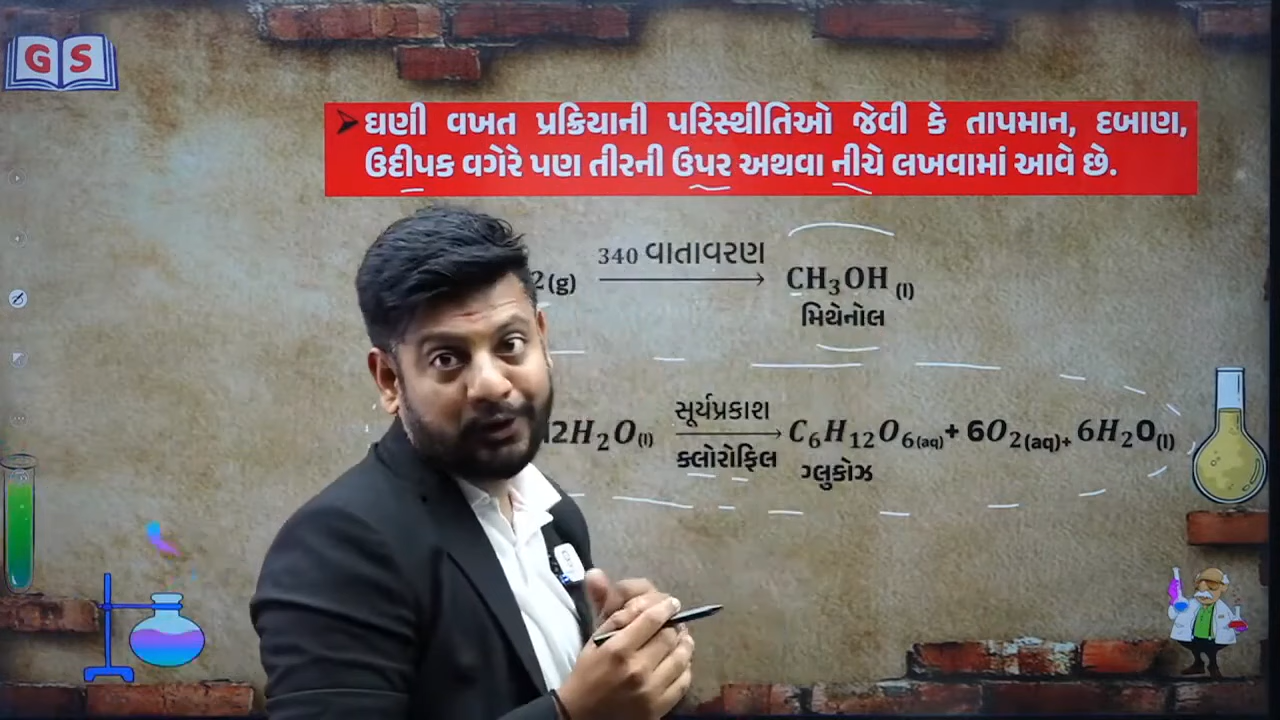 GS
➤ ઘણી વખત પ્રક્રિયાની પરિસ્થીતિઓ જેવી કે તાપમાન, દબાણ,
ઉદીપક વગેરે પણ તીરની ઉપર અથવા નીચે લખવામાં આવે છે.
340 વાતાવરણ
2(g) ⟶ CH₃OH (l)
મિથેનોલ
સૂર્યપ્રકાશ
2H₂O(l) ⟶ C₆H₁₂O₆(aq)+ 6O₂(aq)+ 6H₂O(l)
ક્લોરોફિલ ગ્લુકોઝ